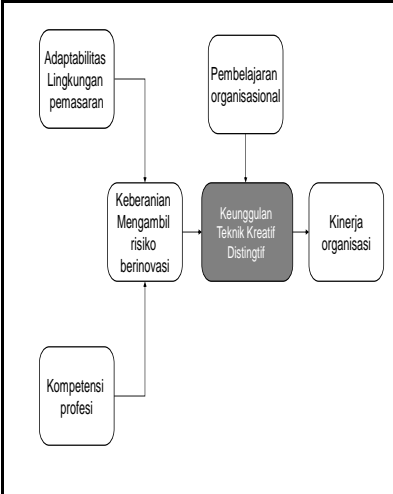 Adaptabilitas
Lingkungan
pemasaran
Pembelajaran
organisasional
Keberanian
Mengambil
risiko
berinovasi
Keunggulan
Teknik Kreatif
Distingtif
Kinerja
organisasi
Kompetensi
profesi